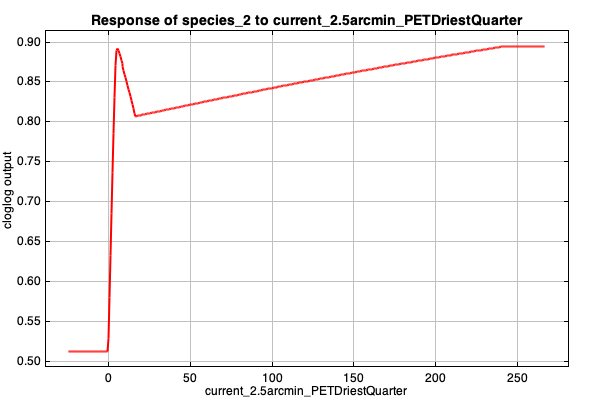 Response of species_2 to current_2.5arcmin_PETDriestQuarter
0.90
0.85
0.80
0.75
0.70
0.65
0.60
0.55
0.50
cloglog output
0 50 100 150 200 250
current_2.5arcmin_PETDriestQuarter